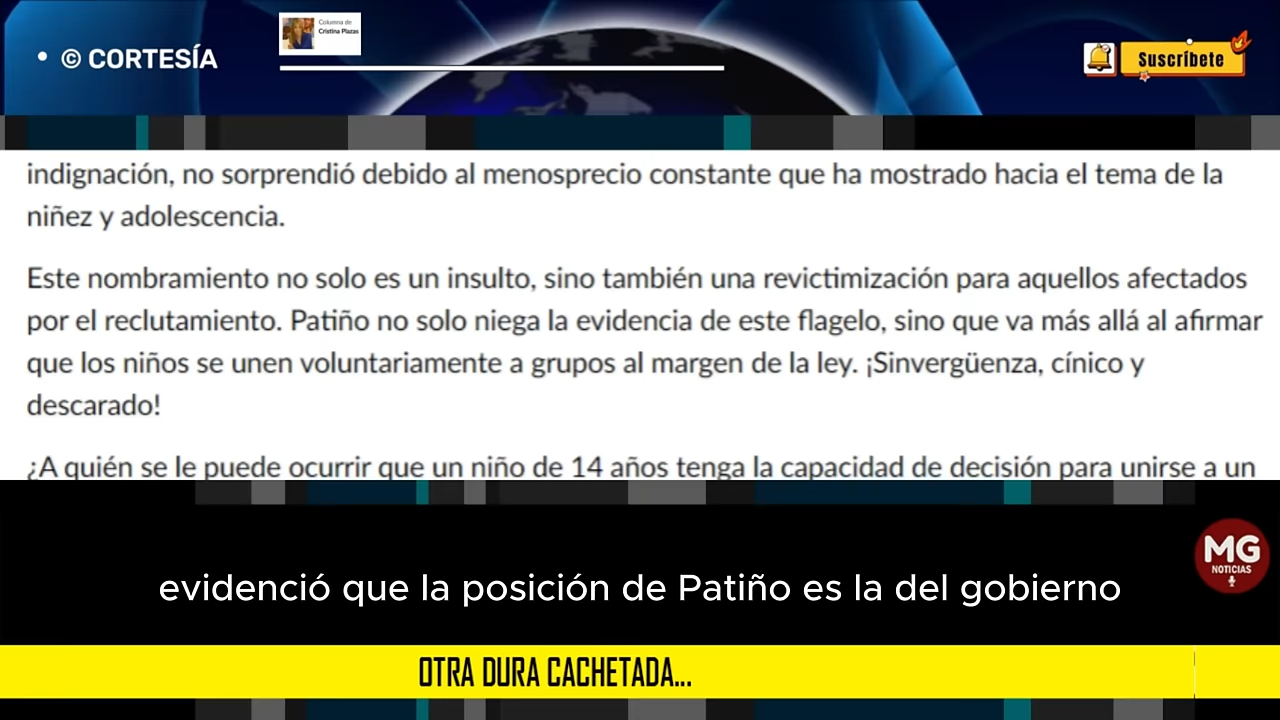 Columna de
Cristina Plazas
• © CORTESÍA
Suscríbete
indignación, no sorprendió debido al menosprecio constante que ha mostrado hacia el tema de la
niñez y adolescencia.
Este nombramiento no solo es un insulto, sino también una revictimización para aquellos afectados
por el reclutamiento. Patiño no solo niega la evidencia de este flagelo, sino que va más allá al afirmar
que los niños se unen voluntariamente a grupos al margen de la ley. ¡Sinvergüenza, cínico y
descarado!
¿A quién se le puede ocurrir que un niño de 14 años tenga la capacidad de decisión para unirse a un
MG
NOTICIAS
evidenció que la posición de Patiño es la del gobierno
OTRA DURA CACHETADA...